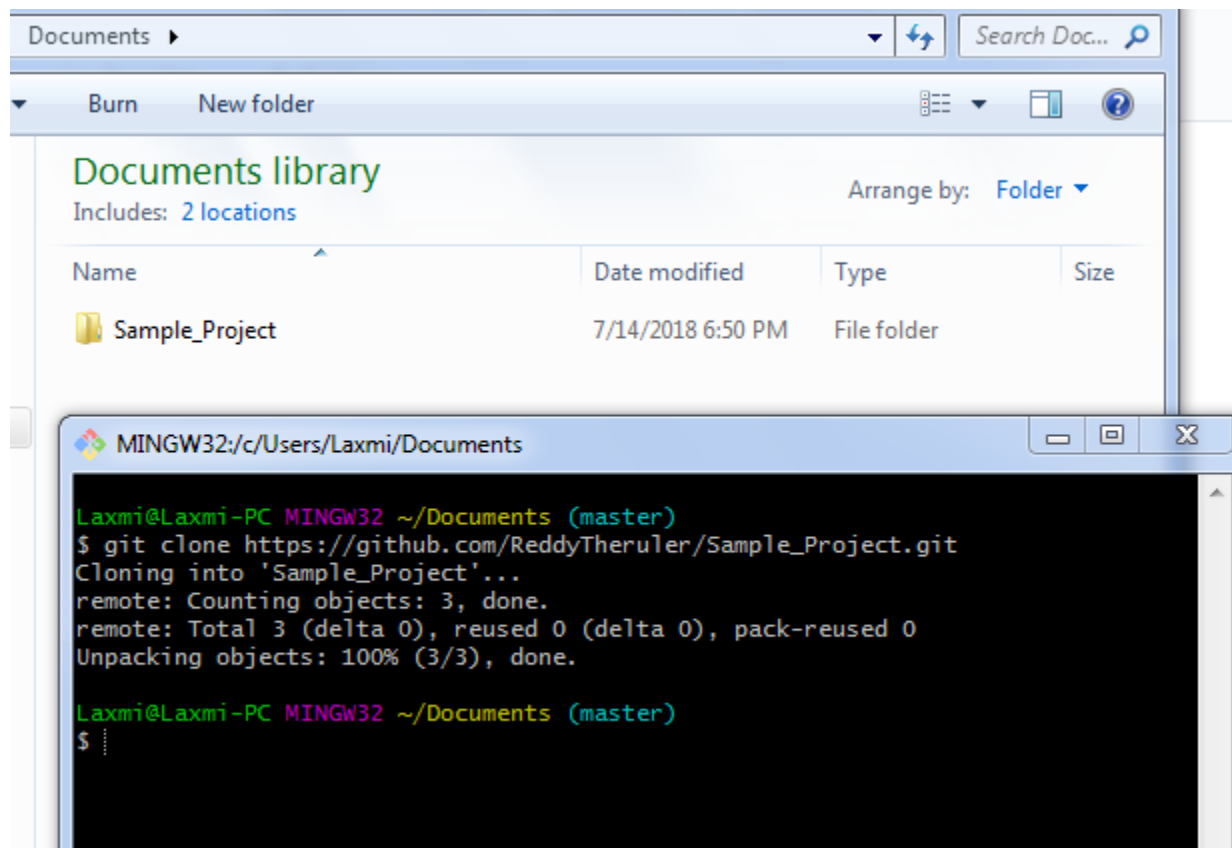 Documents
Search Doc...
Burn New folder
Documents library
Includes: 2 locations
Arrange by: Folder
Name Date modified Type Size
Sample_Project 7/14/2018 6:50 PM File folder
MINGW32:/c/Users/Laxmi/Documents
Laxmi@Laxmi-PC MINGW32 ~/Documents (master)
$ git clone https://github.com/ReddyTheruler/Sample_Project.git
Cloning into 'Sample_Project'...
remote: Counting objects: 3, done.
remote: Total 3 (delta 0), reused 0 (delta 0), pack-reused 0
Unpacking objects: 100% (3/3), done.
Laxmi@Laxmi-PC MINGW32 ~/Documents (master)
$